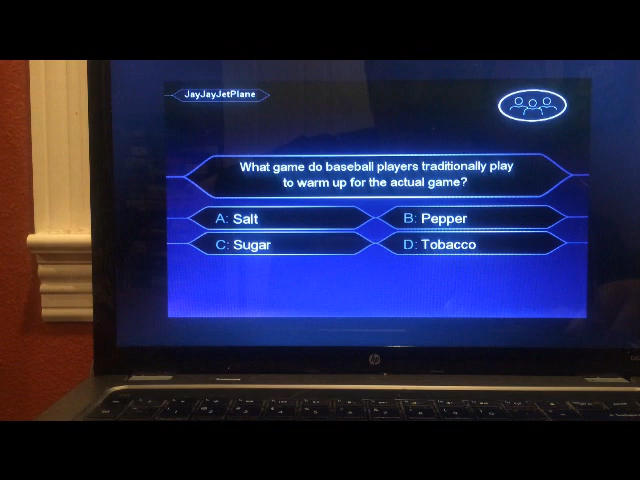 JayJayJetPlane
What game do baseball players traditionally play
to warm up for the actual game?
A: Salt
B: Pepper
C: Sugar
D: Tobacco
hp